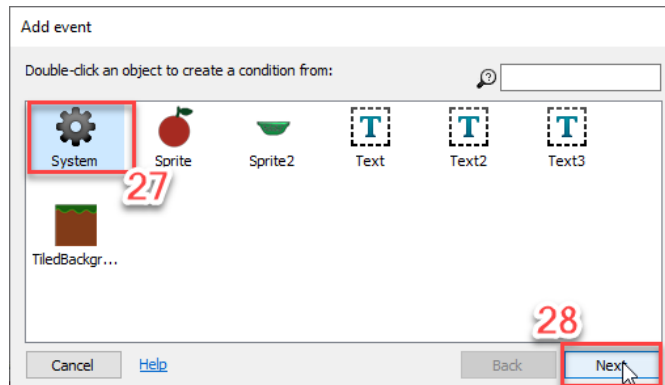 Add event
Double-click an object to create a condition from:
T T T
System Sprite Sprite2 Text Text2 Text3
27
TiledBackgr...
28
Cancel Help Back Next